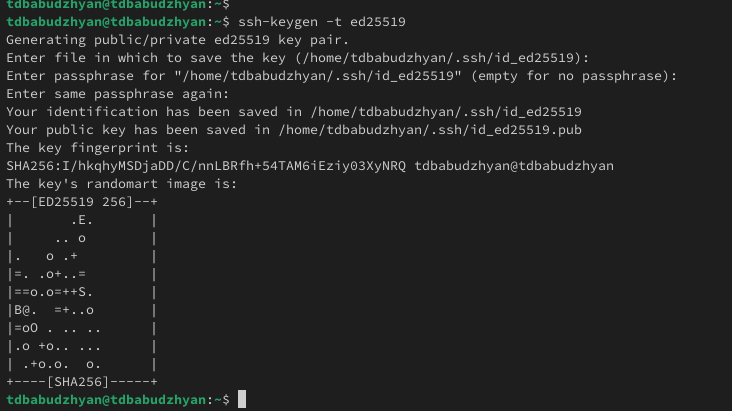 tdbabudzhyan@tdbabudzhyan:~$
tdbabudzhyan@tdbabudzhyan:~$ ssh-keygen -t ed25519
Generating public/private ed25519 key pair.
Enter file in which to save the key (/home/tdbabudzhyan/.ssh/id_ed25519):
Enter passphrase for "/home/tdbabudzhyan/.ssh/id_ed25519" (empty for no passphrase):
Enter same passphrase again:
Your identification has been saved in /home/tdbabudzhyan/.ssh/id_ed25519
Your public key has been saved in /home/tdbabudzhyan/.ssh/id_ed25519.pub
The key fingerprint is:
SHA256:I/hkqhyMSDjaDD/C/nnLBRfh+54TAM6iEziy03XyNRQ tdbabudzhyan@tdbabudzhyan
The key's randomart image is:
+--[ED25519 256]--+
|       .E.       |
|     .. o        |
|.   o .+         |
|=. .o+..=        |
|==o.o=++S.       |
|B@.  =+..o       |
|=oO . .. ..      |
|.o +o.. ...      |
| .+o.o.  o.      |
+----[SHA256]-----+
tdbabudzhyan@tdbabudzhyan:~$